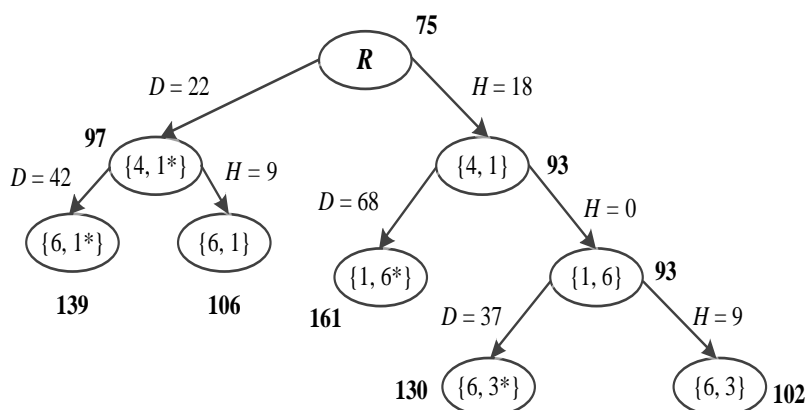 75
R
D = 22
H = 18
97
{4, 1*}
{4, 1}
93
D = 42
H = 9
D = 68
H = 0
{6, 1*}
{6, 1}
{1, 6*}
{1, 6}
93
139
106
161
D = 37
H = 9
130
{6, 3*}
{6, 3}
102